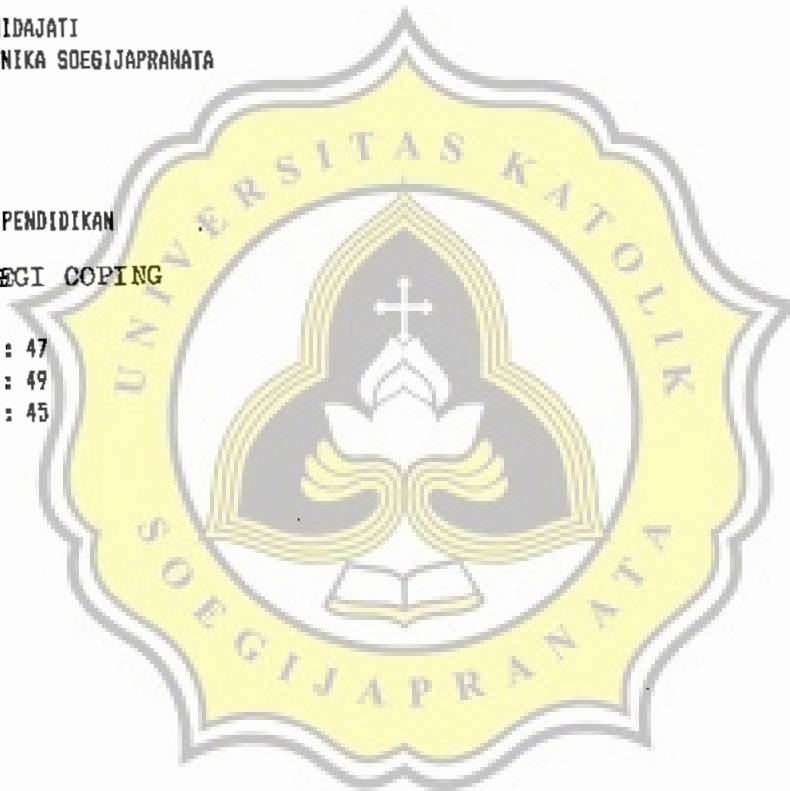 IDAJATI
NIKA SOEGIJAPRANATA
PENDIDIKAN
EGI COPING
: 47
: 49
: 45
UNIVERSITAS KATOLIK
SOEGIJAPRANATA